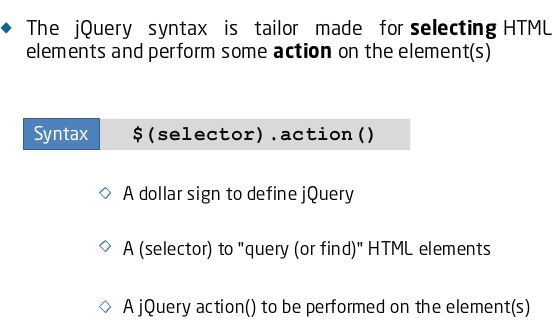 The jQuery syntax is tailor made for selecting HTML
elements and perform some action on the element(s)
Syntax $(selector).action()
A dollar sign to define jQuery
A (selector) to "query (or find)" HTML elements
A jQuery action() to be performed on the element(s)